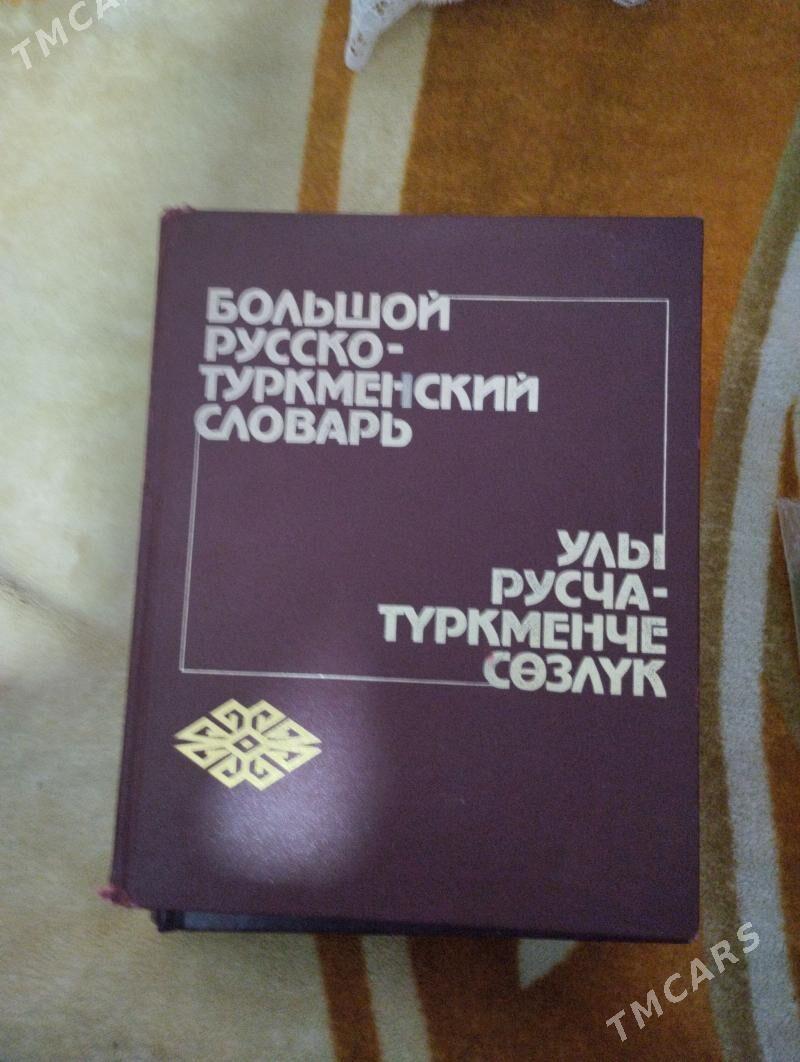 TMCARS
БОЛЬШОЙ
РУССКО-
ТУРКМЕНСКИЙ
СЛОВАРЬ
УЛЫ
РУСЧА-
ТҮРКМЕНЧЕ
СӨЗЛҮК
TMCARS